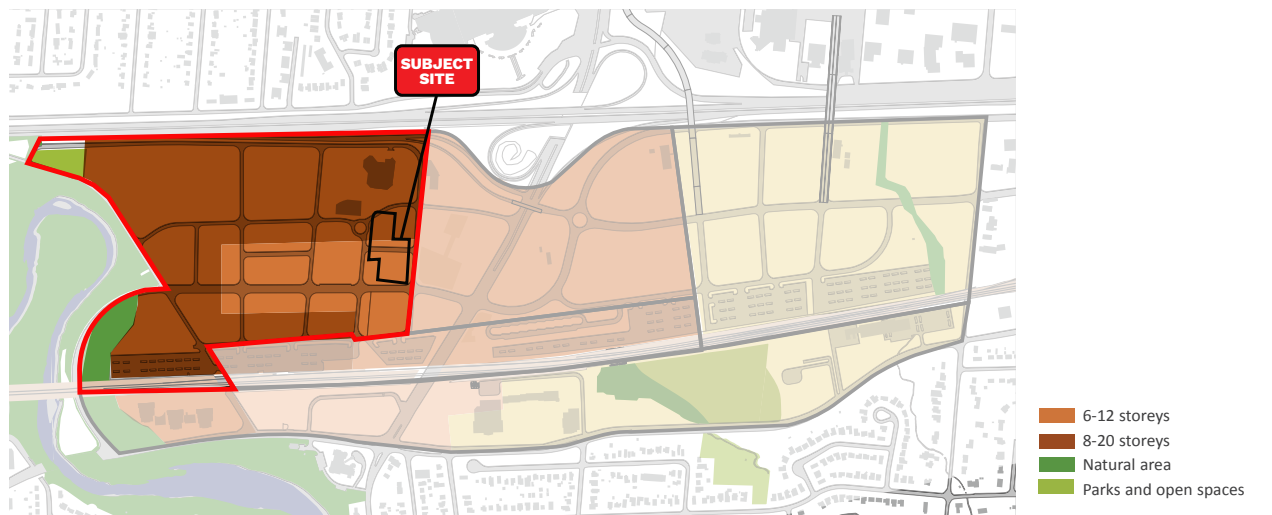 SUBJECT
SITE
6-12 storeys
8-20 storeys
Natural area
Parks and open spaces